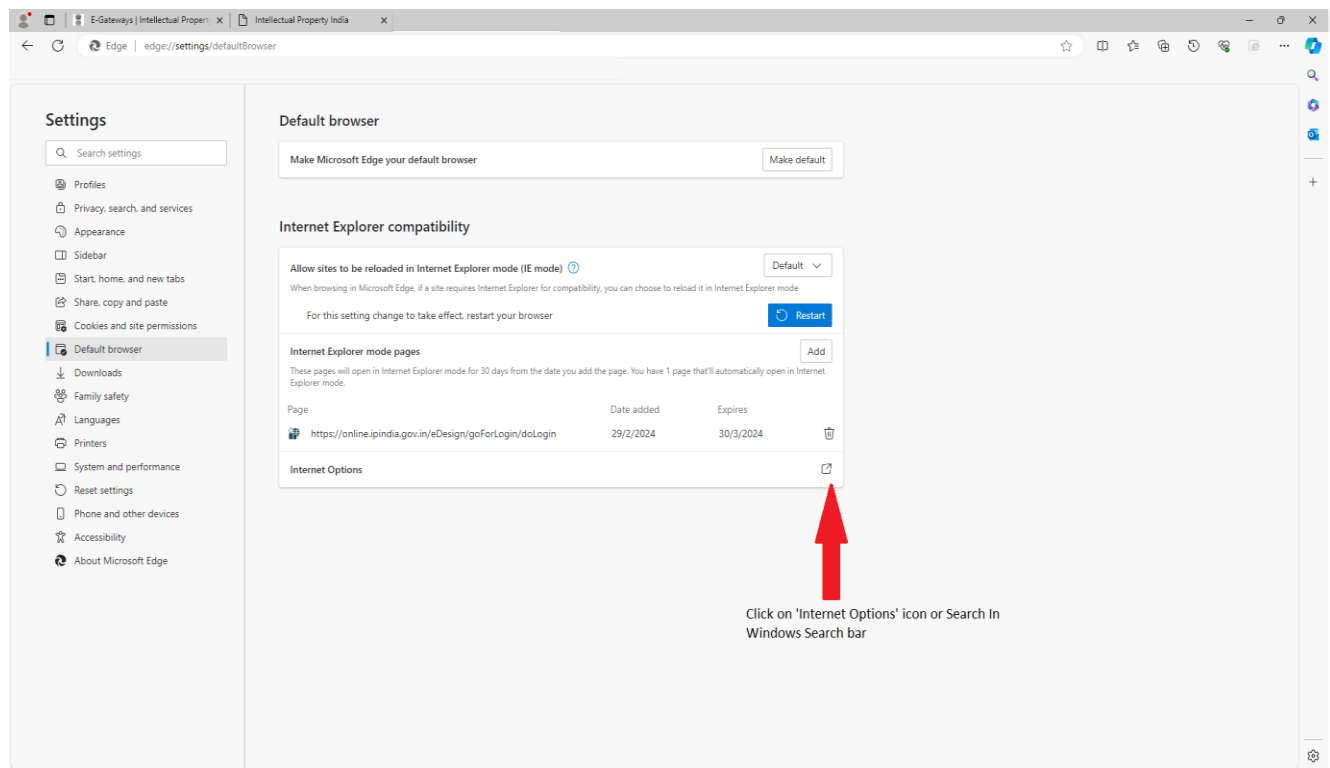 E-Gateways | Intellectual Propert
Intellectual Property India
Edge | edge://settings/defaultBrowser
Settings
Search settings
Profiles
Privacy, search, and services
Appearance
Sidebar
Start, home, and new tabs
Share, copy and paste
Cookies and site permissions
Default browser
Downloads
Family safety
Languages
Printers
System and performance
Reset settings
Phone and other devices
Accessibility
About Microsoft Edge
Default browser
Make Microsoft Edge your default browser
Make default
Internet Explorer compatibility
Allow sites to be reloaded in Internet Explorer mode (IE mode)
Default
When browsing in Microsoft Edge, if a site requires Internet Explorer for compatibility, you can choose to reload it in Internet Explorer mode
For this setting change to take effect, restart your browser
Restart
Internet Explorer mode pages
Add
These pages will open in Internet Explorer mode for 30 days from the date you add the page. You have 1 page that'll automatically open in Internet
Explorer mode.
Page Date added Expires
https://online.ipindia.gov.in/eDesign/goForLogin/doLogin 29/2/2024 30/3/2024
Internet Options
Click on 'Internet Options' icon or Search In
Windows Search bar